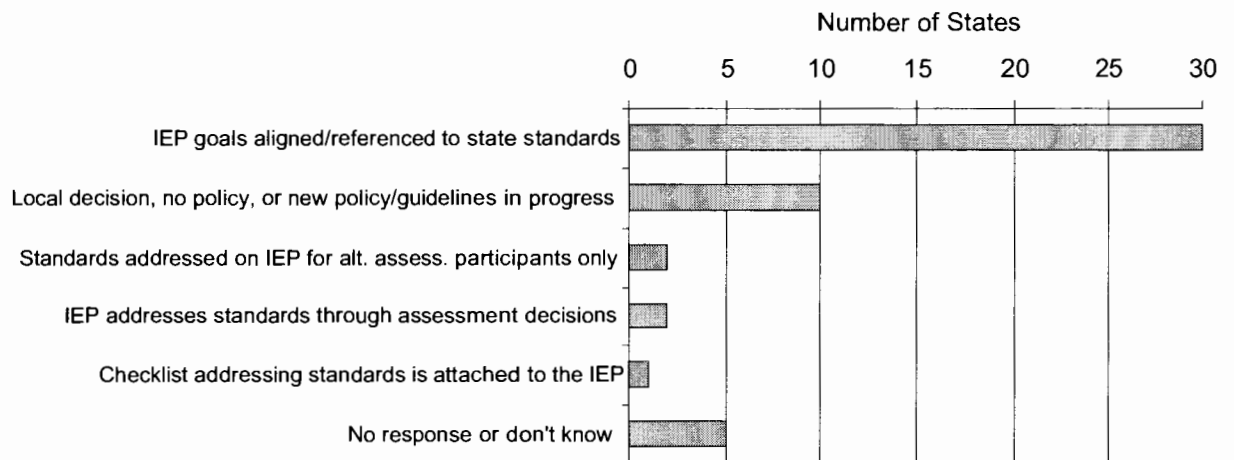 Number of States
0 5 10 15 20 25 30
IEP goals aligned/referenced to state standards
Local decision, no policy, or new policy/guidelines in progress
Standards addressed on IEP for alt. assess. participants only
IEP addresses standards through assessment decisions
Checklist addressing standards is attached to the IEP
No response or don't know